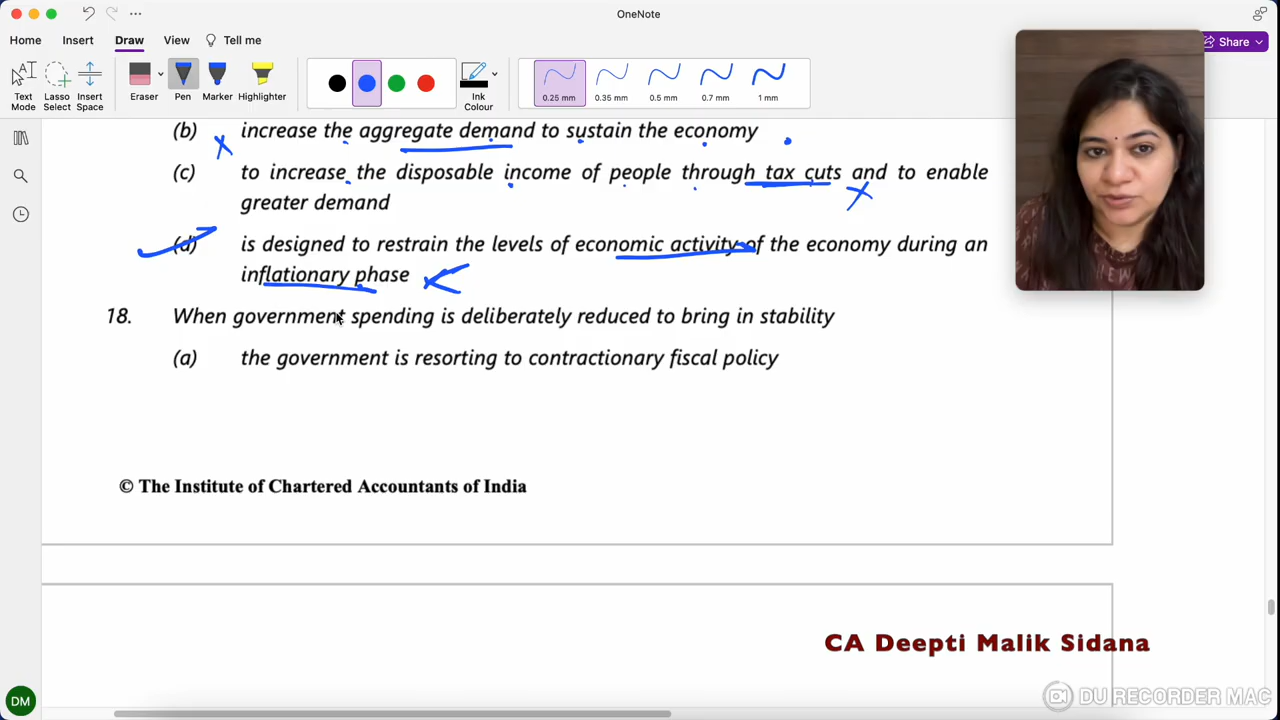 OneNote
Home Insert Draw View Tell me
Share
Text Mode
Lasso Select
Insert Space
Eraser
Pen
Marker
Highlighter
Ink Colour
0.25 mm 0.35 mm 0.5 mm 0.7 mm 1 mm
(b) increase the aggregate demand to sustain the economy
(c) to increase the disposable income of people through tax cuts and to enable
greater demand
(d) is designed to restrain the levels of economic activity of the economy during an
inflationary phase
18. When government spending is deliberately reduced to bring in stability
(a) the government is resorting to contractionary fiscal policy
© The Institute of Chartered Accountants of India
CA Deepti Malik Sidana
DM
DU RECORDER MAC